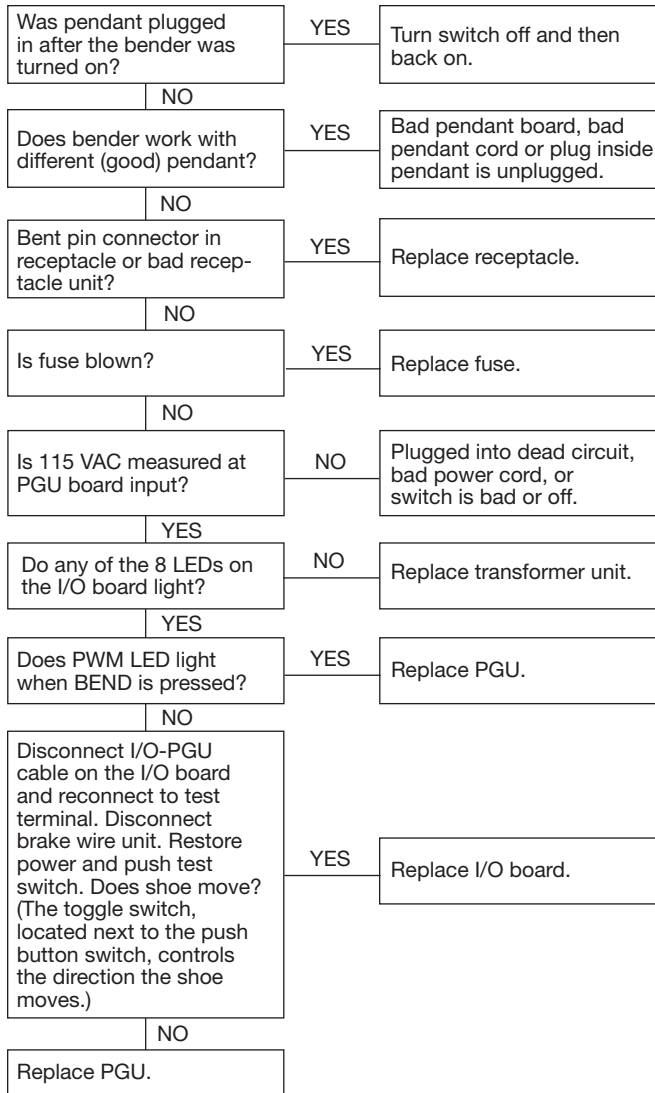 Was pendant plugged
in after the bender was
turned on?
YES
Turn switch off and then
back on.
NO
Does bender work with
different (good) pendant?
YES
Bad pendant board, bad
pendant cord or plug inside
pendant is unplugged.
NO
Bent pin connector in
receptacle or bad recep-
tacle unit?
YES
Replace receptacle.
NO
Is fuse blown?
YES
Replace fuse.
NO
Is 115 VAC measured at
PGU board input?
NO
Plugged into dead circuit,
bad power cord, or
switch is bad or off.
YES
Do any of the 8 LEDs on
the I/O board light?
NO
Replace transformer unit.
YES
Does PWM LED light
when BEND is pressed?
YES
Replace PGU.
NO
Disconnect I/O-PGU
cable on the I/O board
and reconnect to test
terminal. Disconnect
brake wire unit. Restore
power and push test
switch. Does shoe move?
(The toggle switch,
located next to the push
button switch, controls
the direction the shoe
moves.)
YES
Replace I/O board.
NO
Replace PGU.